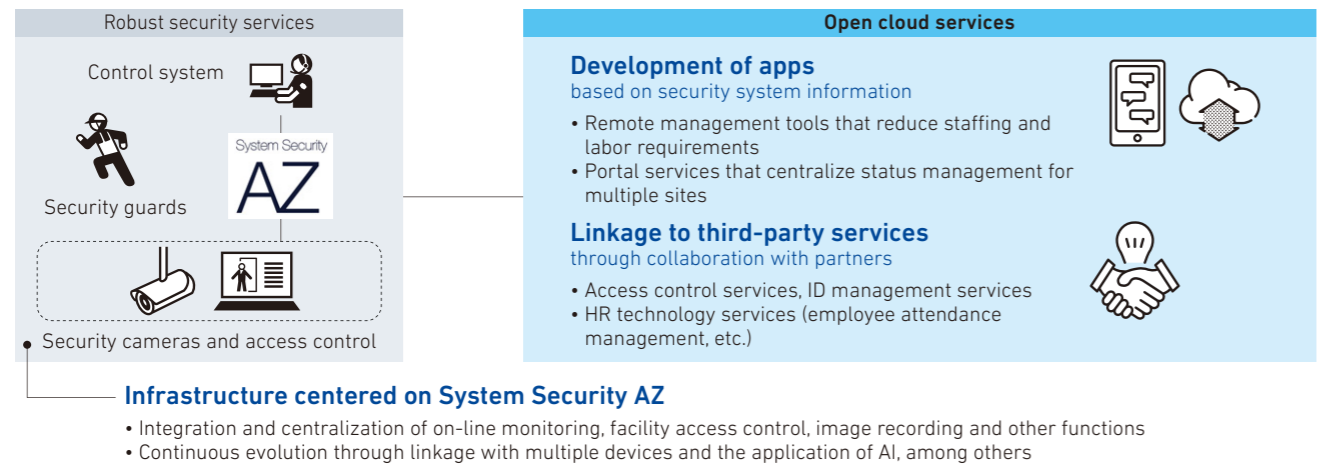 Robust security services
Control system
System Security
AZ
Security guards
Security cameras and access control
Open cloud services
Development of apps
based on security system information
• Remote management tools that reduce staffing and
labor requirements
• Portal services that centralize status management for
multiple sites
Linkage to third-party services
through collaboration with partners
• Access control services, ID management services
• HR technology services (employee attendance
management, etc.)
Infrastructure centered on System Security AZ
• Integration and centralization of on-line monitoring, facility access control, image recording and other functions
• Continuous evolution through linkage with multiple devices and the application of AI, among others